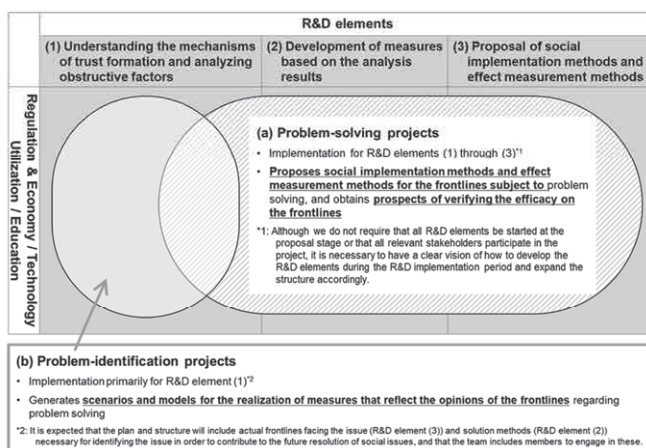 R&D elements
(1) Understanding the mechanisms
of trust formation and analyzing
obstructive factors
(2) Development of measures
based on the analysis
results
(3) Proposal of social
implementation methods and
effect measurement methods
Regulation & Economy / Technology
Utilization / Education
(a) Problem-solving projects
• Implementation for R&D elements (1) through (3)*1
• Proposes social implementation methods and effect
measurement methods for the frontlines subject to problem
solving, and obtains prospects of verifying the efficacy on
the frontlines
*1: Although we do not require that all R&D elements be started at the
proposal stage or that all relevant stakeholders participate in the
project, it is necessary to have a clear vision of how to develop the
R&D elements during the R&D implementation period and expand the
structure accordingly.
(b) Problem-identification projects
• Implementation primarily for R&D element (1)*2
• Generates scenarios and models for the realization of measures that reflect the opinions of the frontlines regarding
problem solving
*2: It is expected that the plan and structure will include actual frontlines facing the issue (R&D element (3)) and solution methods (R&D element (2))
necessary for identifying the issue in order to contribute to the future resolution of social issues, and that the team includes members to engage in these.